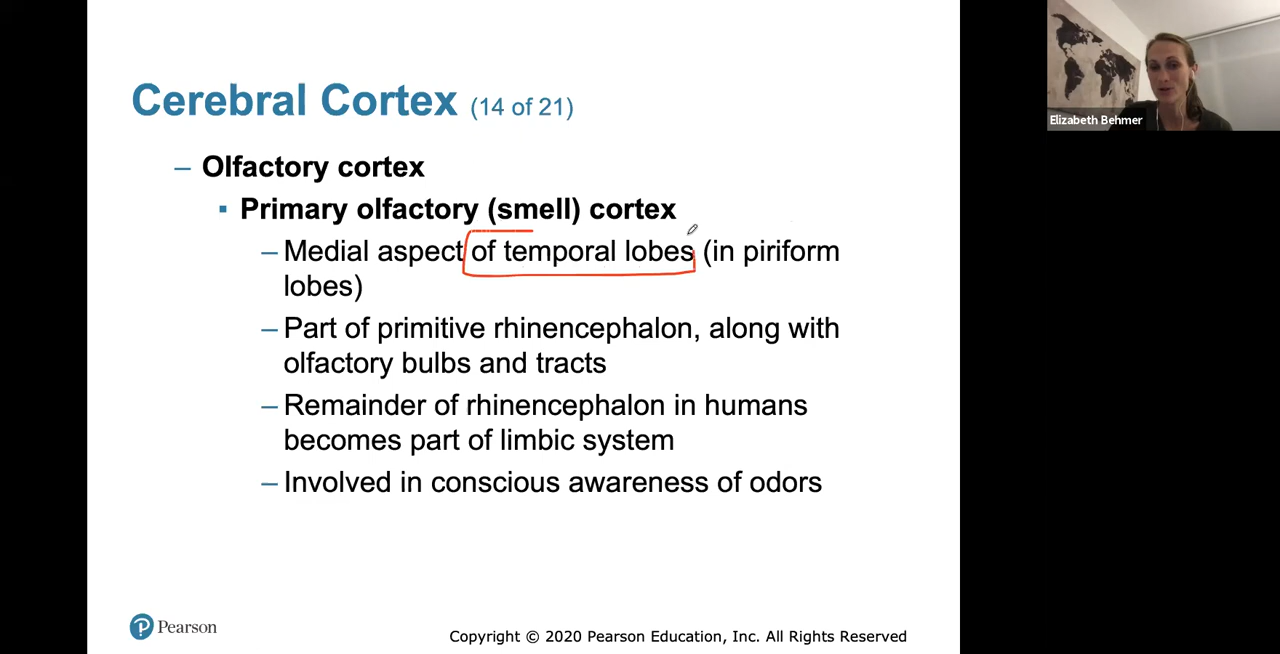 Cerebral Cortex (14 of 21)
Elizabeth Behmer
– Olfactory cortex
▪ Primary olfactory (smell) cortex
– Medial aspect of temporal lobes (in piriform
lobes)
– Part of primitive rhinencephalon, along with
olfactory bulbs and tracts
– Remainder of rhinencephalon in humans
becomes part of limbic system
– Involved in conscious awareness of odors
Pearson
Copyright © 2020 Pearson Education, Inc. All Rights Reserved